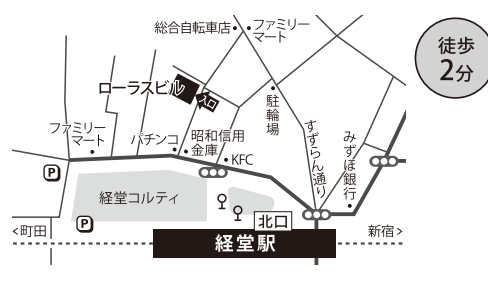 総合自転車店
ファミリー
マート
徒歩
2分
ローラスビル
入口
駐輪場
ファミリー
マート
パチンコ
昭和信用
金庫
KFC
すずらん通り
みずほ銀行
P
経堂コルティ
P
北口
<町田
経堂駅
新宿>